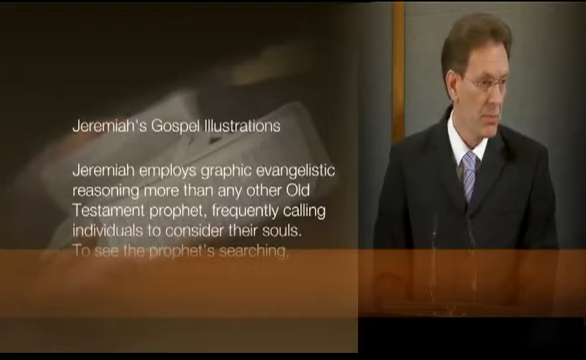 Jeremiah's Gospel Illustrations
Jeremiah employs graphic evangelistic
reasoning more than any other Old
Testament prophet, frequently calling
individuals to consider their souls.
To see the prophet's searching,